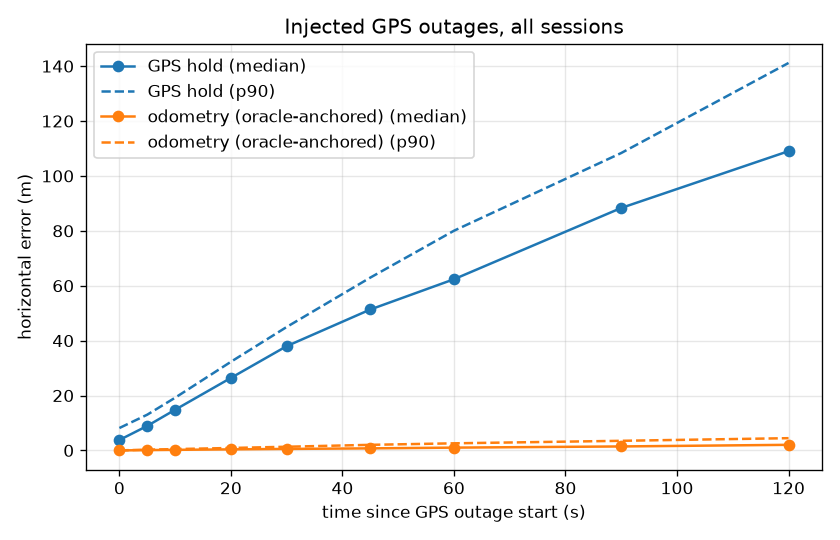 Injected GPS outages, all sessions
GPS hold (median)
GPS hold (p90)
odometry (oracle-anchored) (median)
odometry (oracle-anchored) (p90)
horizontal error (m)
140
120
100
80
60
40
20
0
0 20 40 60 80 100 120
time since GPS outage start (s)